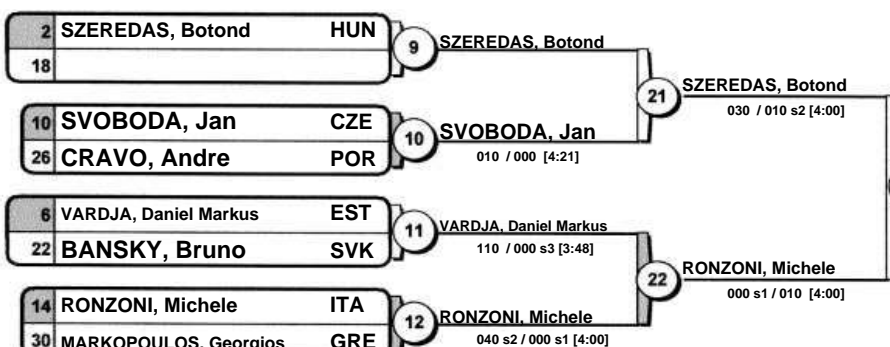 2 SZEREDAS, Botond HUN
18
9
SZEREDAS, Botond
10 SVOBODA, Jan CZE
26 CRAVO, Andre POR
10
SVOBODA, Jan
010 / 000 [4:21]
21
SZEREDAS, Botond
030 / 010 s2 [4:00]
6 VARDJA, Daniel Markus EST
22 BANSKY, Bruno SVK
11
VARDJA, Daniel Markus
110 / 000 s3 [3:48]
14 RONZONI, Michele ITA
30 MARKOPOULOS, Georgios GRE
12
RONZONI, Michele
040 s2 / 000 s1 [4:00]
22
RONZONI, Michele
000 s1 / 010 [4:00]